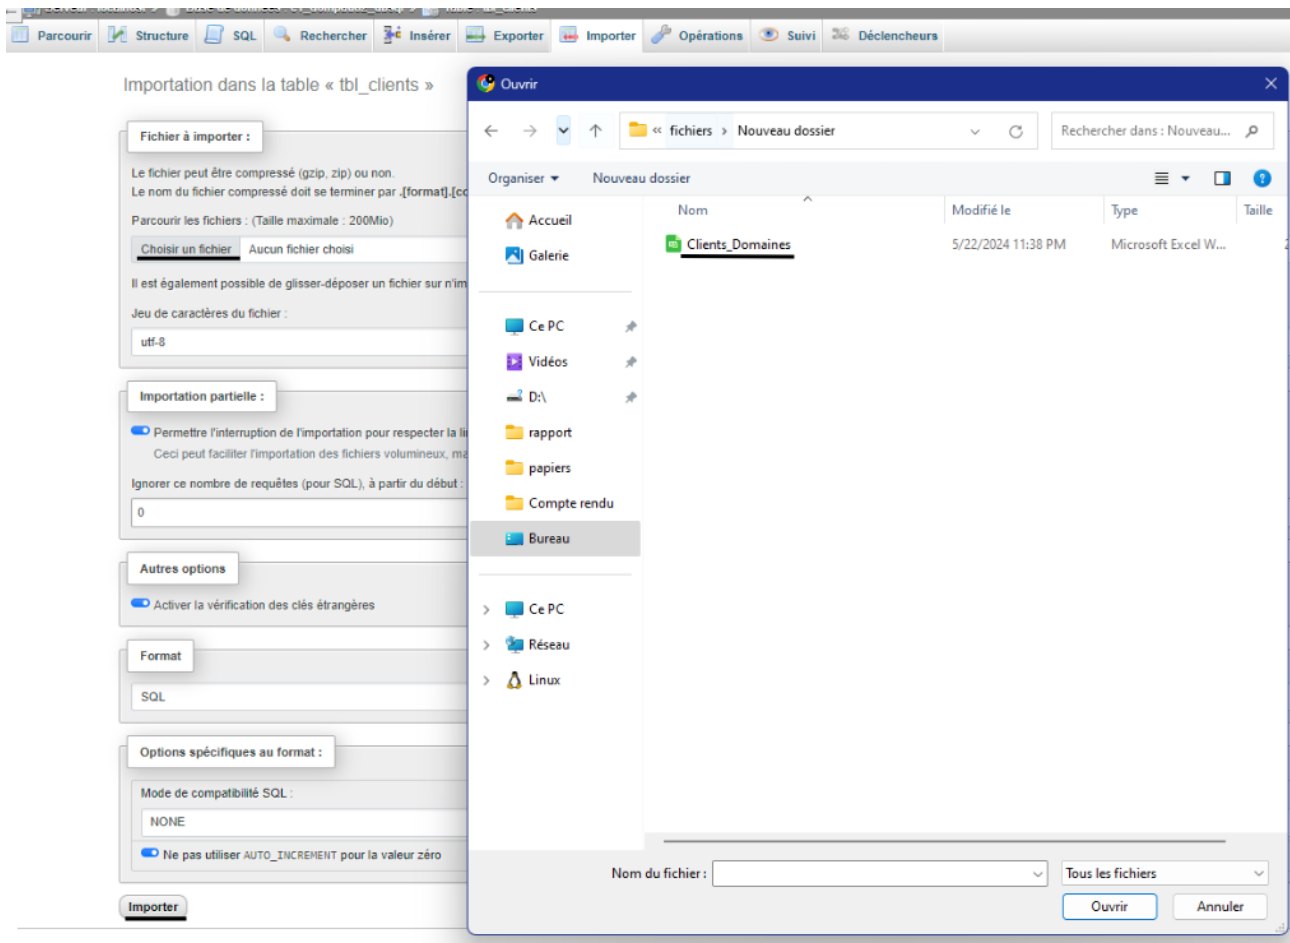 Parcourir Structure SQL Rechercher Insérer Exporter Importer Opérations Suivi Déclencheurs
Importation dans la table « tbl_clients »
Fichier à importer :
Le fichier peut être compressé (gzip, zip) ou non.
Le nom du fichier compressé doit se terminer par .[format].[co
Parcourir les fichiers : (Taille maximale : 200Mio)
Choisir un fichier Aucun fichier choisi
Il est également possible de glisser-déposer un fichier sur n'im
Jeu de caractères du fichier :
utf-8
Importation partielle :
Permettre l'interruption de l'importation pour respecter la li
Ceci peut faciliter l'importation des fichiers volumineux, ma
Ignorer ce nombre de requêtes (pour SQL), à partir du début :
0
Autres options
Activer la vérification des clés étrangères
Format
SQL
Options spécifiques au format :
Mode de compatibilité SQL :
NONE
Ne pas utiliser AUTO_INCREMENT pour la valeur zéro
Importer
Ouvrir
« fichiers > Nouveau dossier
Rechercher dans : Nouveau...
Organiser Nouveau dossier
Nom Modifié le Type Taille
Clients_Domaines 5/22/2024 11:38 PM Microsoft Excel W...
Accueil
Galerie
Ce PC
Vidéos
D:\
rapport
papiers
Compte rendu
Bureau
Ce PC
Réseau
Linux
Nom du fichier :
Tous les fichiers
Ouvrir Annuler